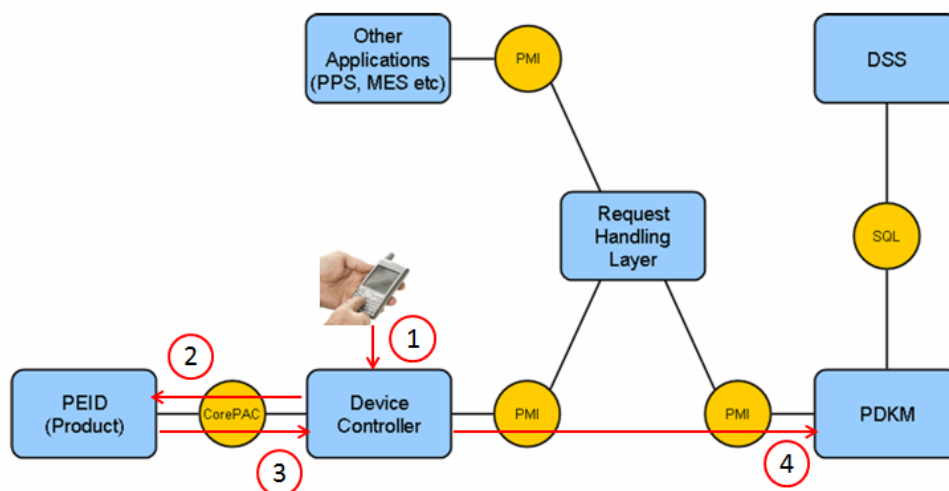 Other
Applications
(PPS, MES etc)
PMI
DSS
Request
Handling
Layer
SQL
1
2
PEID
(Product)
CorePAC
Device
Controller
PMI
PMI
PDKM
3
4